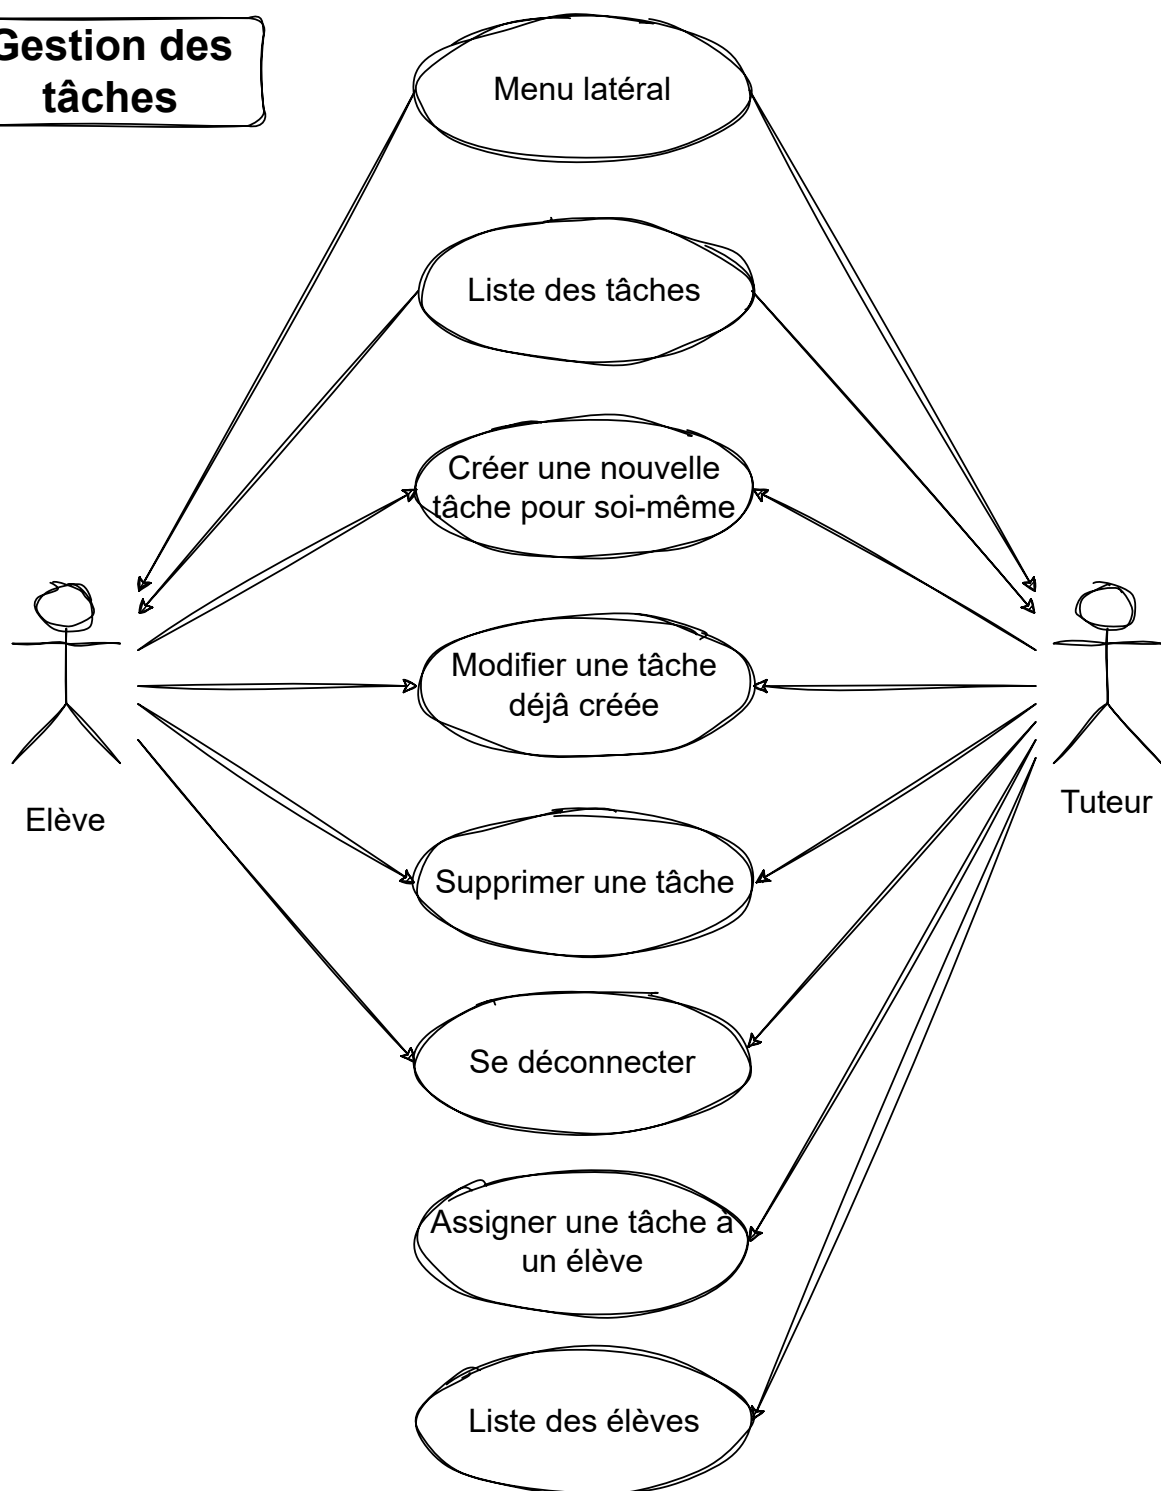 Gestion des
tâches
Menu latéral
Liste des tâches
Créer une nouvelle
tâche pour soi-même
Modifier une tâche
déjâ créée
Elève
Tuteur
Supprimer une tâche
Se déconnecter
Assigner une tâche à
un élève
Liste des élèves